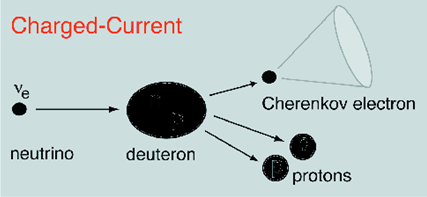 Charged-Current
νe
Cherenkov electron
neutrino
deuteron
protons
p